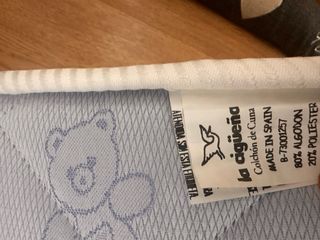 la cigüeña
Colchón de Cuna
MADE IN SPAIN
B-73001257
80% ALGODON
20% POLIESTER